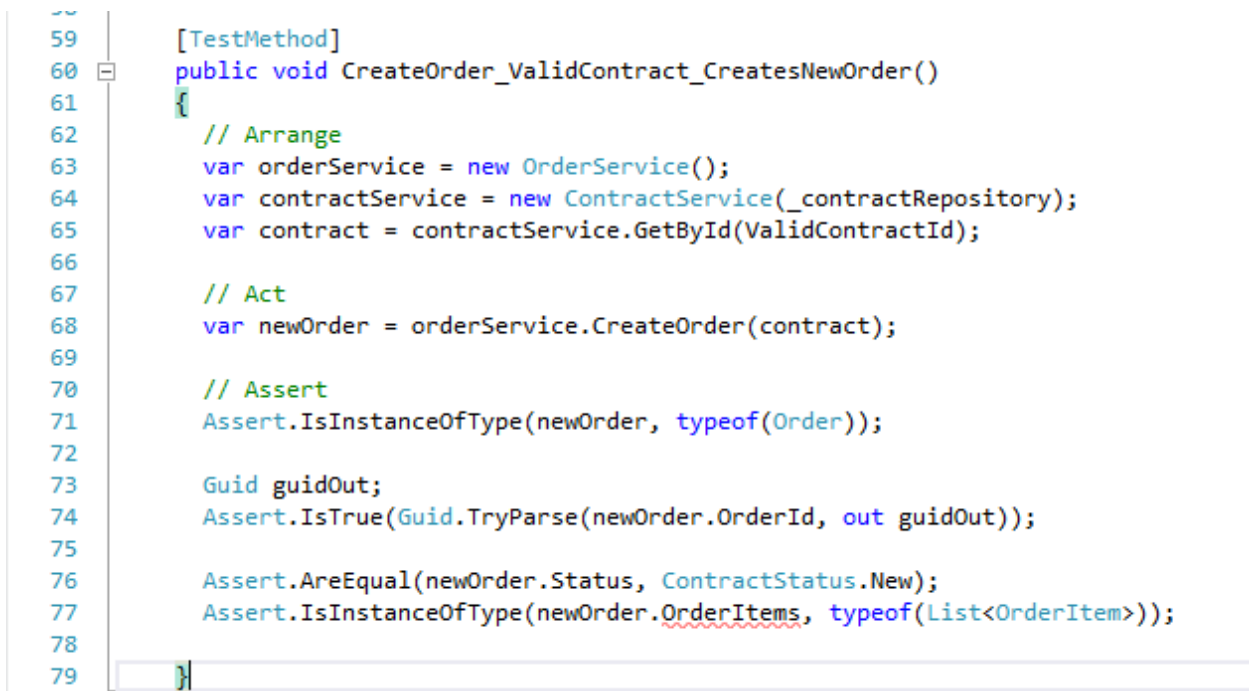 59 [TestMethod]
60 public void CreateOrder_ValidContract_CreatesNewOrder()
61 {
62 // Arrange
63 var orderService = new OrderService();
64 var contractService = new ContractService(_contractRepository);
65 var contract = contractService.GetById(ValidContractId);
66
67 // Act
68 var newOrder = orderService.CreateOrder(contract);
69
70 // Assert
71 Assert.IsInstanceOfType(newOrder, typeof(Order));
72
73 Guid guidOut;
74 Assert.IsTrue(Guid.TryParse(newOrder.OrderId, out guidOut));
75
76 Assert.AreEqual(newOrder.Status, ContractStatus.New);
77 Assert.IsInstanceOfType(newOrder.OrderItems, typeof(List<OrderItem>));
78
79 }